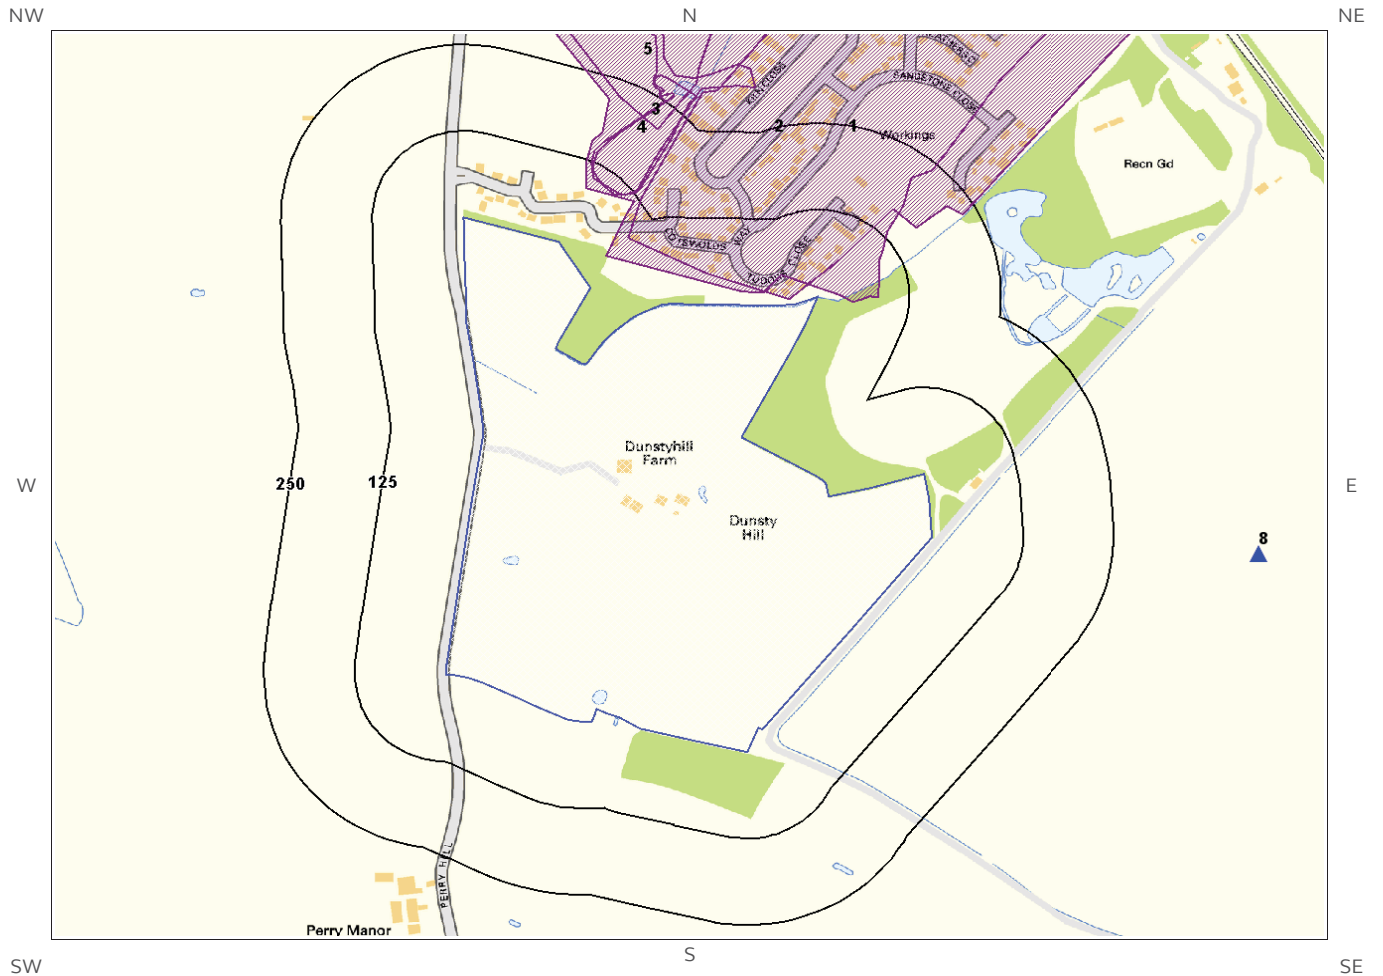 NW
N
NE
5
3
4
2
1
SANDSTONE CLOSE
Workings
Recn Gd
COTSWOLDS WAY
TUDOWS CLOSE
Dunstyhill
Farm
250
125
Dunsty
Hill
W
E
8
PERRY HILL
Perry Manor
SW
S
SE